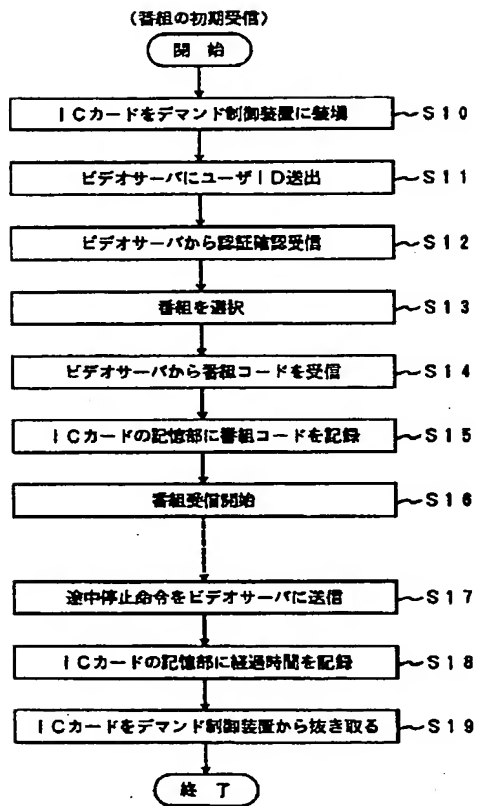 (番組の初期受信)
開 始
ICカードをデマンド制御装置に装填 S10
ビデオサーバにユーザID送出 S11
ビデオサーバから認証確認受信 S12
番組を選択 S13
ビデオサーバから番組コードを受信 S14
ICカードの記憶部に番組コードを記録 S15
番組受信開始 S16
途中停止命令をビデオサーバに送信 S17
ICカードの記憶部に経過時間を記録 S18
ICカードをデマンド制御装置から抜き取る S19
終 了